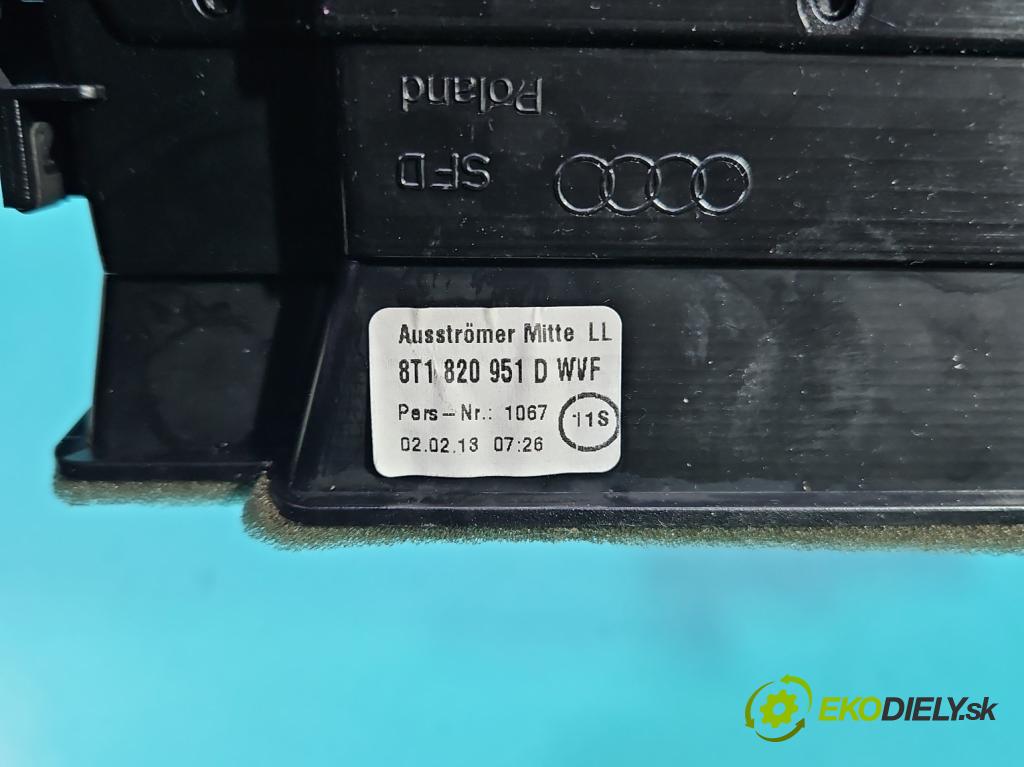 Poland
SFD
Ausströmer Mitte LL
8T1 820 951 D WVF
Pers-Nr.: 1067 11S
02.02.13 07:26
EKODIELY.sk